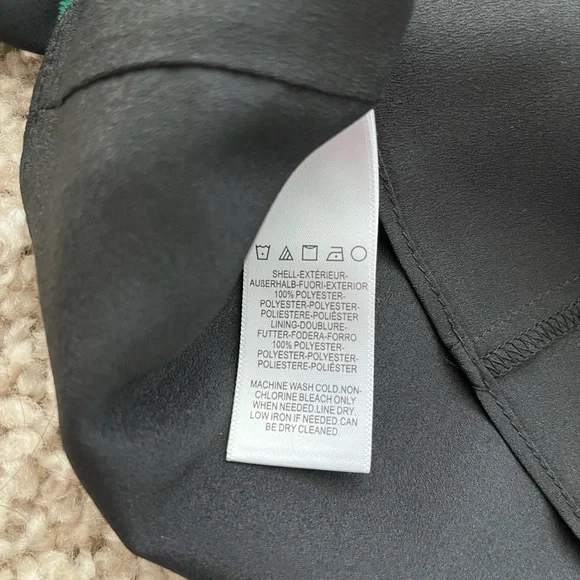 SHELL-EXTÉRIEUR-
AUßERHALB-FUORI-EXTERIOR
100% POLYESTER-
POLYESTER-POLYESTER-
POLIESTERE-POLIÉSTER
LINING-DOUBLURE-
FUTTER-FODERA-FORRO
100% POLYESTER-
POLYESTER-POLYESTER-
POLIESTERE-POLIÉSTER
MACHINE WASH COLD,NON-
CHLORINE BLEACH ONLY
WHEN NEEDED,LINE DRY,
LOW IRON IF NEEDED,CAN
BE DRY CLEANED